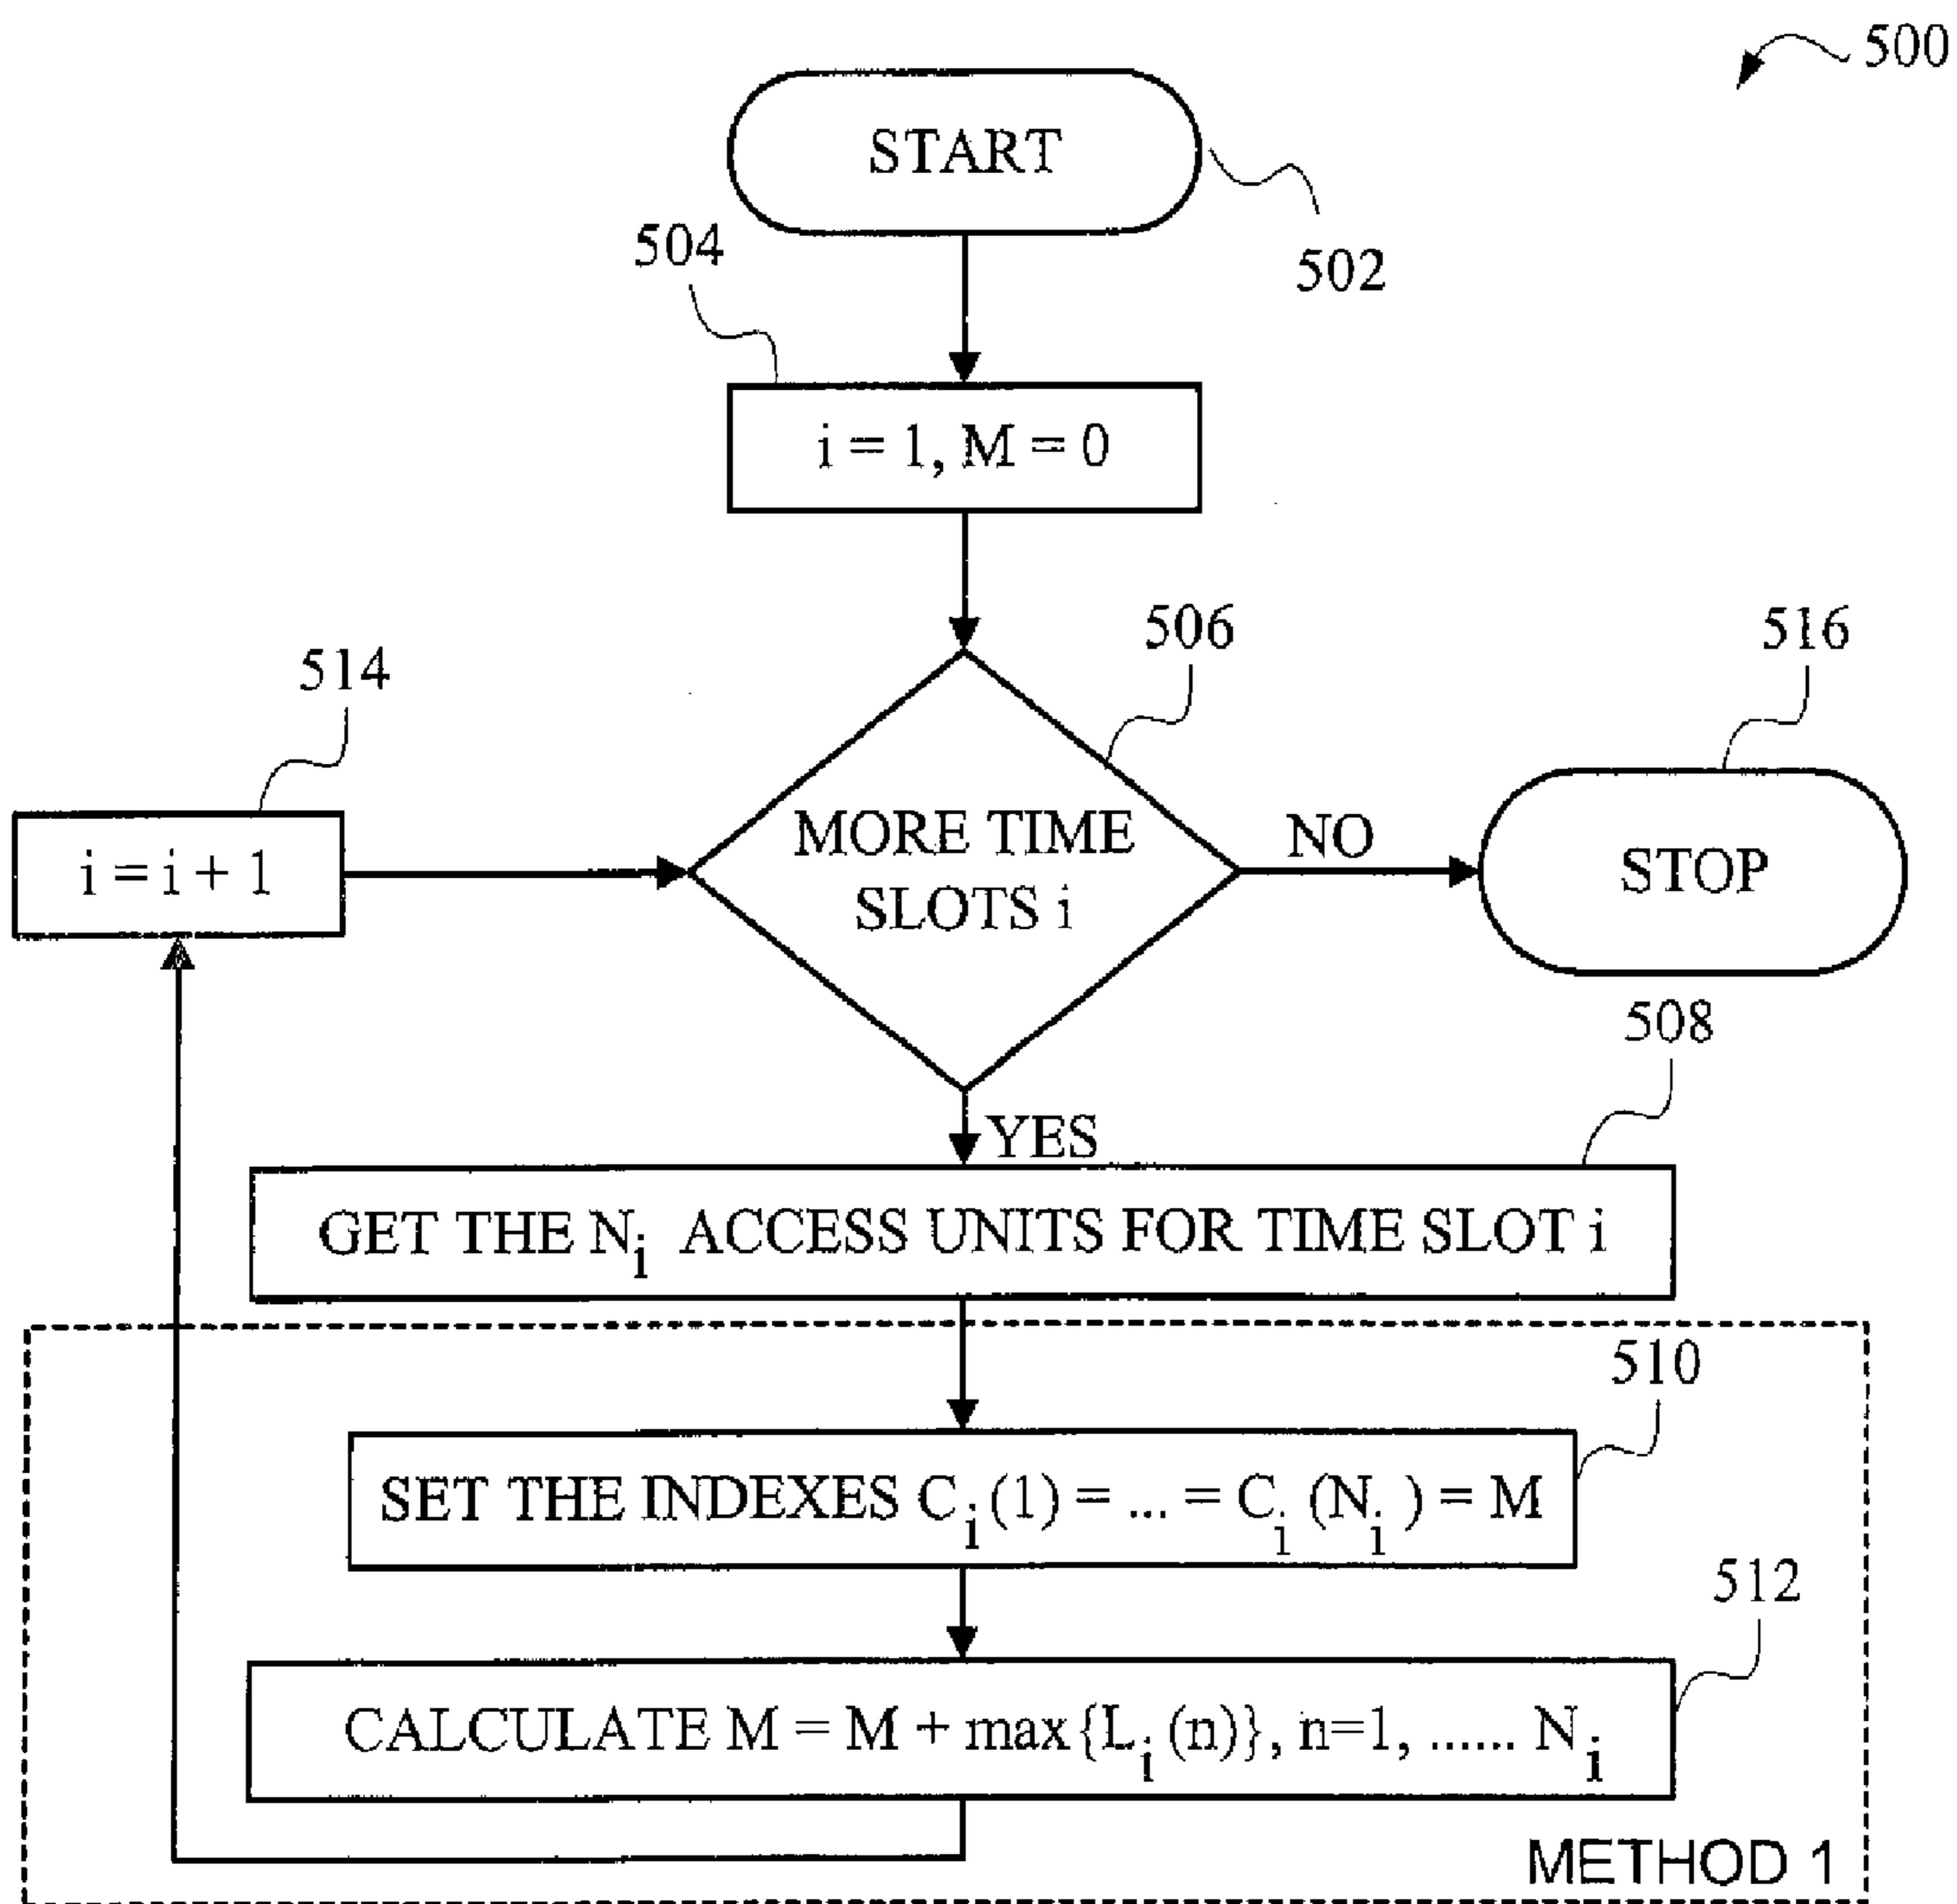 500
START
502
504
i = 1, M = 0
506
516
514
i = i + 1
MORE TIME
SLOTS i
NO
STOP
508
YES
GET THE Ni ACCESS UNITS FOR TIME SLOT i
510
SET THE INDEXES Ci (1) = ... = Ci (Ni ) = M
512
CALCULATE M = M + max{Li (n)}, n=1, ...... Ni
METHOD 1